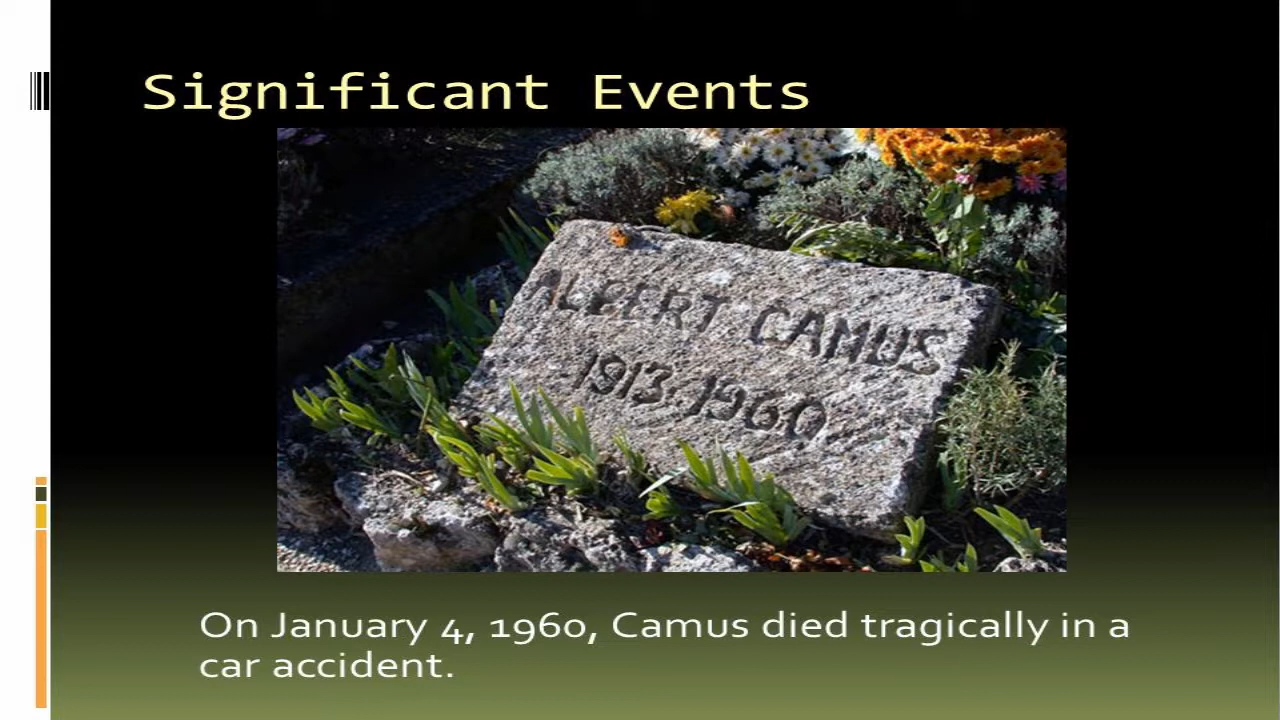 Significant Events
ALBERT CAMUS
1913-1960
On January 4, 1960, Camus died tragically in a
car accident.